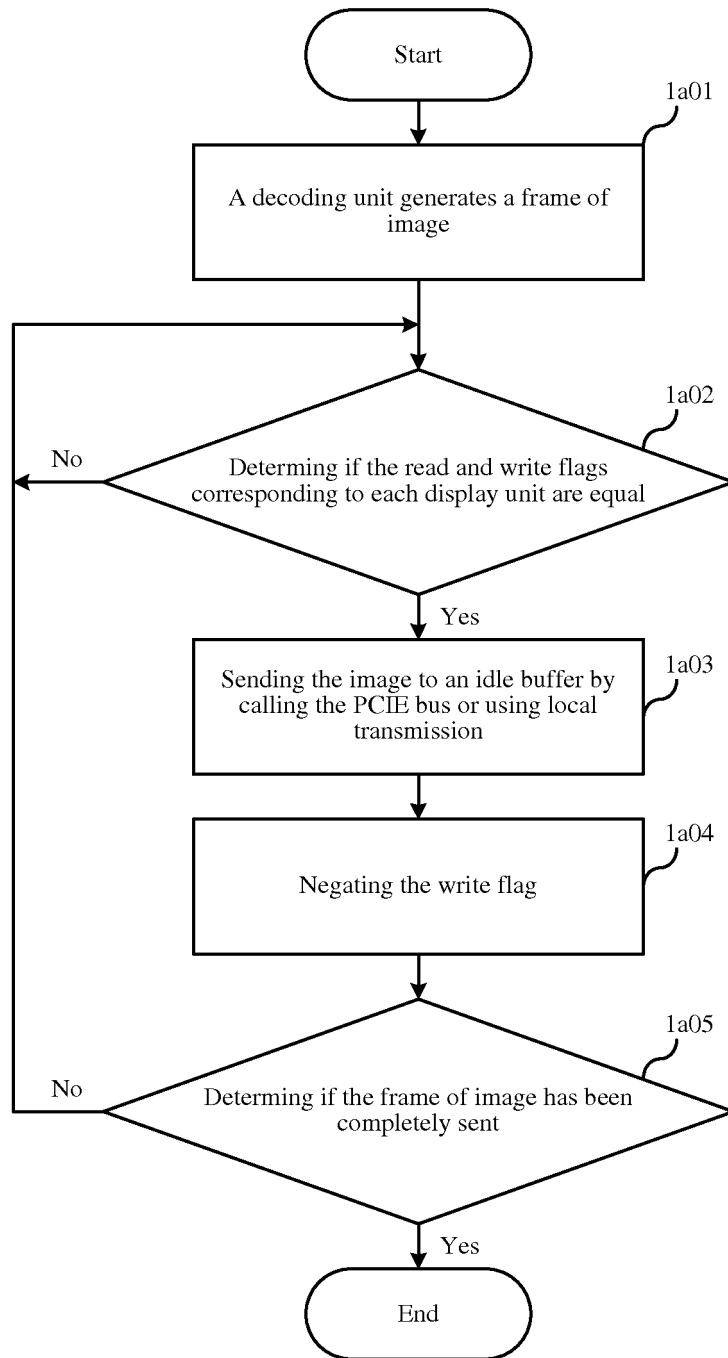 Start
1a01
A decoding unit generates a frame of
image
1a02
No
Determing if the read and write flags
corresponding to each display unit are equal
Yes
1a03
Sending the image to an idle buffer by
calling the PCIE bus or using local
transmission
1a04
Negating the write flag
1a05
No
Determing if the frame of image has been
completely sent
Yes
End